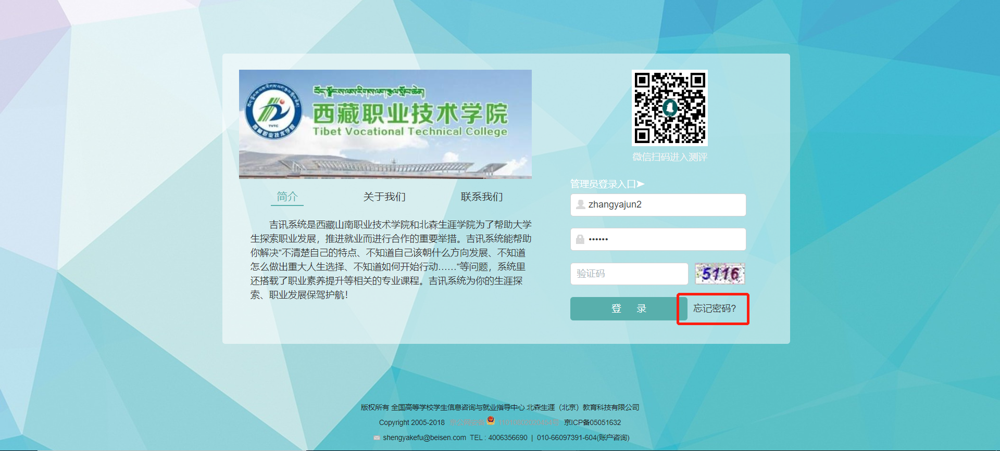 西藏职业技术学院
Tibet Vocational Technical College
TVTC
西藏职业技术学院
简介
关于我们
联系我们
吉讯系统是西藏山南职业技术学院和北森生涯学院为了帮助大学
生探索职业发展，推进就业而进行合作的重要举措。吉讯系统能帮助
你解决“不清楚自己的特点、不知道自己该朝什么方向发展、不知道
怎么做出重大人生选择、不知道如何开始行动……“等问题，系统里
还搭载了职业素养提升等相关的专业课程。吉讯系统为你的生涯探
索、职业发展保驾护航！
微信扫码进入测评
管理员登录入口➤
zhangyajun2
••••••
验证码
5116
登 录
忘记密码?
版权所有 全国高等学校学生信息咨询与就业指导中心 北森生涯（北京）教育科技有限公司
Copyright 2005-2018 京ICP备05051632
shengyakefu@beisen.com TEL : 4006356690 | 010-66097391-604(账户咨询)